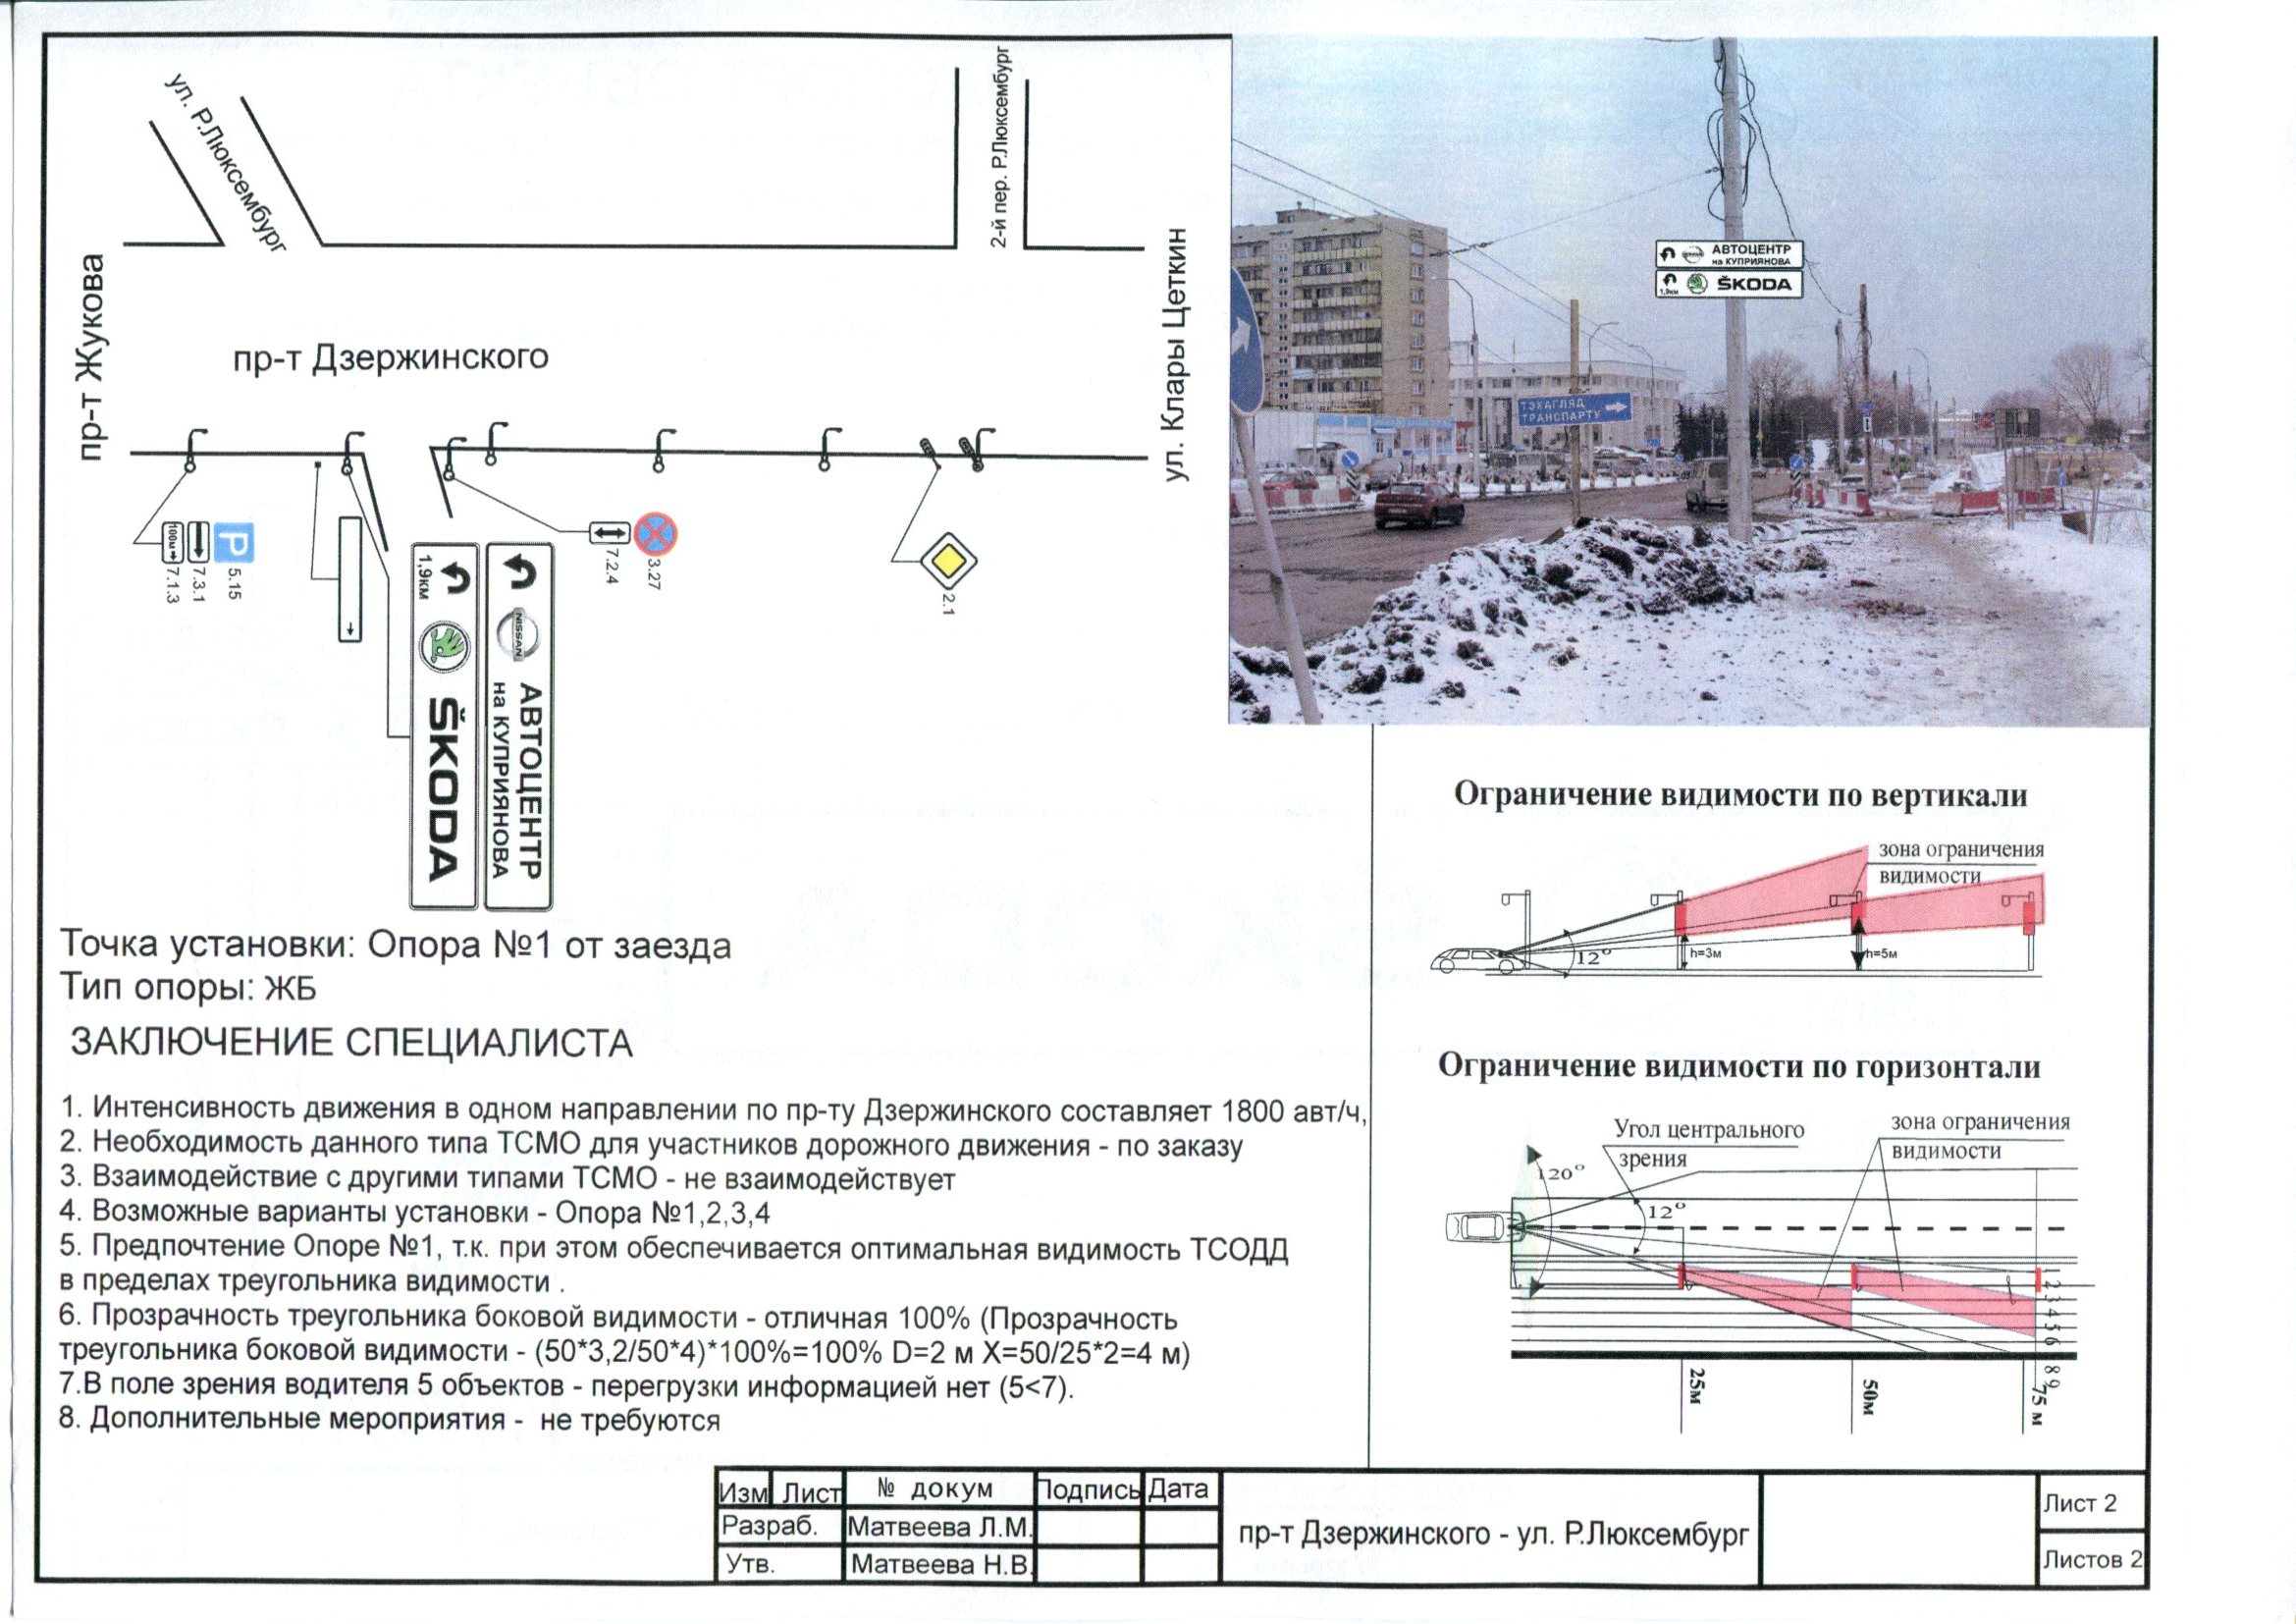 ул. Р.Люксембург
2-й пер. Р.Люксембург
пр-т Жукова
пр-т Дзержинского
ул. Клары Цеткин
100м
7.1.3
7.3.1
P
5.15
1,9км
ŠKODA
NISSAN
АВТОЦЕНТР
на КУПРИЯНОВА
7.2.4
3.27
2.1
АВТОЦЕНТР
на КУПРИЯНОВА
1,9км
ŠKODA
ТЭХАГЛЯД
ТРАНСПАРТУ
Точка установки: Опора №1 от заезда
Тип опоры: ЖБ
ЗАКЛЮЧЕНИЕ СПЕЦИАЛИСТА
1. Интенсивность движения в одном направлении по пр-ту Дзержинского составляет 1800 авт/ч,
2. Необходимость данного типа ТСМО для участников дорожного движения - по заказу
3. Взаимодействие с другими типами ТСМО - не взаимодействует
4. Возможные варианты установки - Опора №1,2,3,4
5. Предпочтение Опоре №1, т.к. при этом обеспечивается оптимальная видимость ТСОДД
в пределах треугольника видимости .
6. Прозрачность треугольника боковой видимости - отличная 100% (Прозрачность
треугольника боковой видимости - (50*3,2/50*4)*100%=100% D=2 м X=50/25*2=4 м)
7.В поле зрения водителя 5 объектов - перегрузки информацией нет (5<7).
8. Дополнительные мероприятия - не требуются
Ограничение видимости по вертикали
зона ограничения
видимости
12°
h=3м
h=5м
Ограничение видимости по горизонтали
Угол центрального
зрения
зона ограничения
видимости
120°
12°
1 2 3 4 5 6 8 9
25м
50м
75 м
Изм Лист № докум Подпись Дата
Разраб. Матвеева Л.М.
Утв. Матвеева Н.В.
пр-т Дзержинского - ул. Р.Люксембург
Лист 2
Листов 2